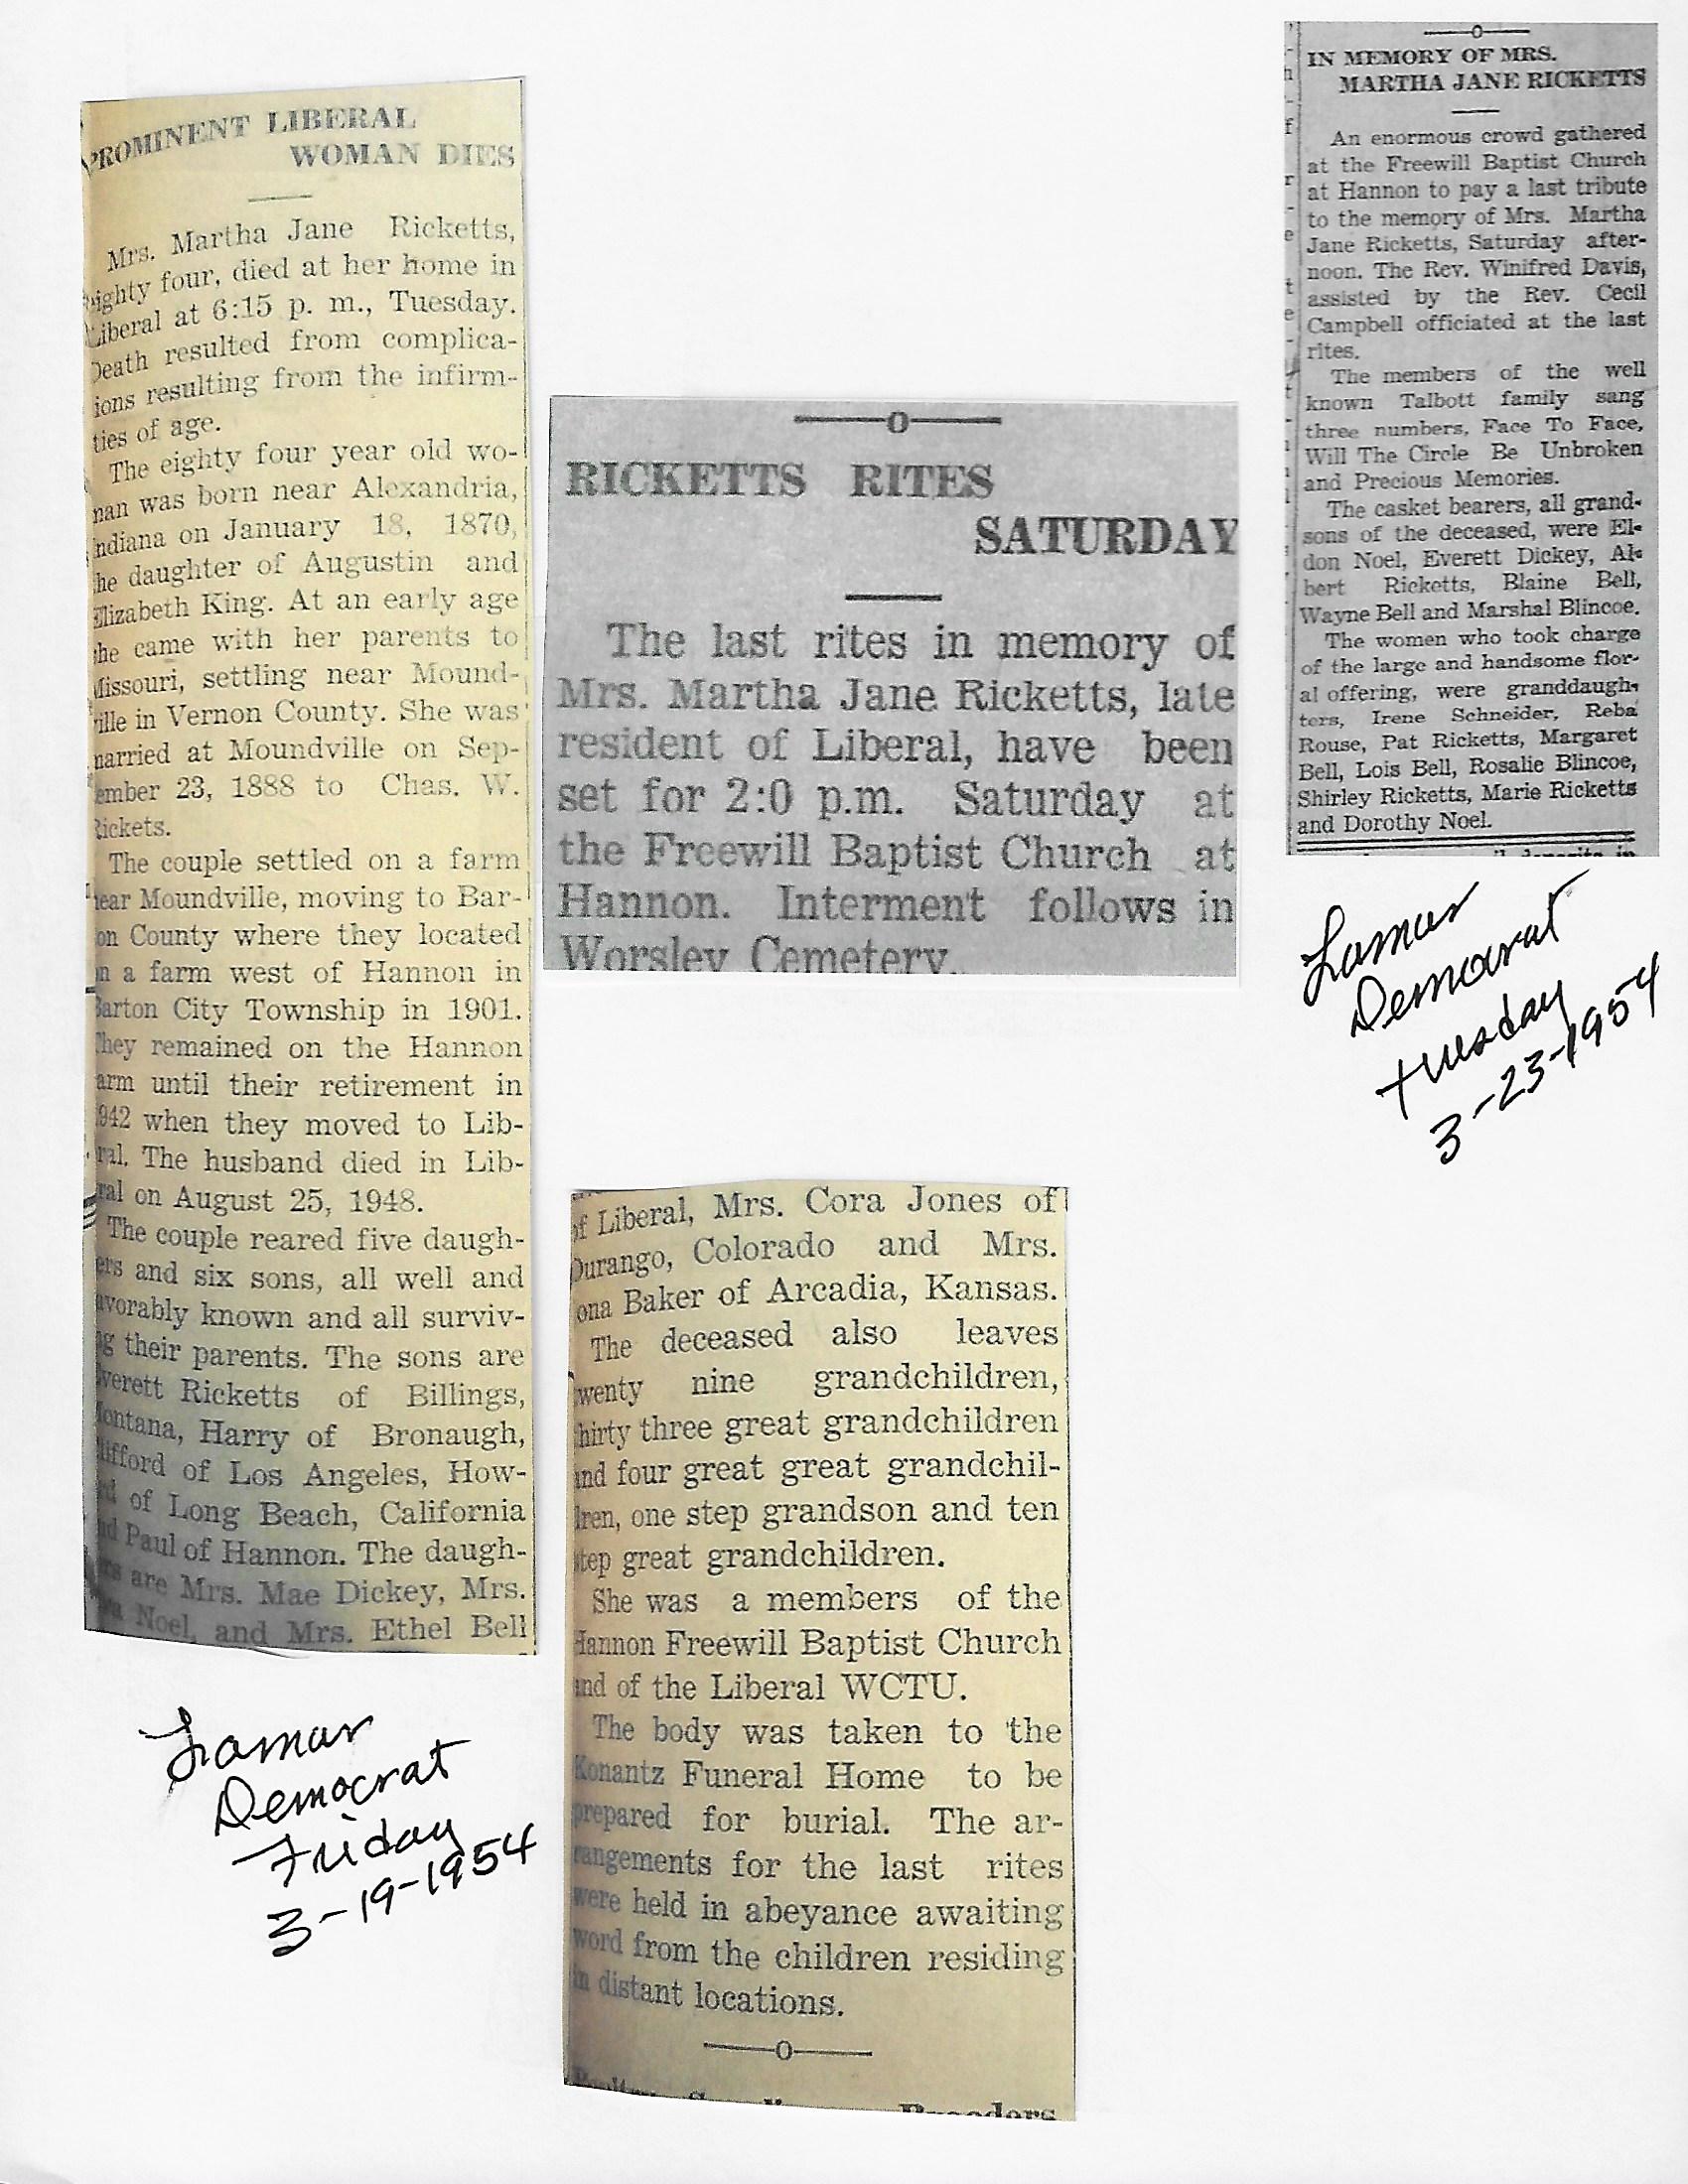 PROMINENT LIBERAL
WOMAN DIES
Mrs. Martha Jane Ricketts,
eighty four, died at her home in
Liberal at 6:15 p. m., Tuesday.
Death resulted from complica-
ions resulting from the infirm-
ties of age.
The eighty four year old wo-
man was born near Alexandria,
Indiana on January 18, 1870,
he daughter of Augustin and
Elizabeth King. At an early age
she came with her parents to
Missouri, settling near Mound-
ville in Vernon County. She was
married at Moundville on Sep-
ember 23, 1888 to Chas. W.
Rickets.
The couple settled on a farm
near Moundville, moving to Bar-
on County where they located
on a farm west of Hannon in
Barton City Township in 1901.
They remained on the Hannon
arm until their retirement in
1942 when they moved to Lib-
ral. The husband died in Lib-
ral on August 25, 1948.
The couple reared five daugh-
ers and six sons, all well and
avorably known and all surviv-
ng their parents. The sons are
Everett Ricketts of Billings,
Montana, Harry of Bronaugh,
lifford of Los Angeles, How-
rd of Long Beach, California
nd Paul of Hannon. The daugh-
rs are Mrs. Mae Dickey, Mrs.
Noel, and Mrs. Ethel Bell
Lamar
Democrat
Friday
3-19-1954
o
RICKETTS RITES
SATURDAY
The last rites in memory of
Mrs. Martha Jane Ricketts, late
resident of Liberal, have been
set for 2:0 p.m. Saturday at
the Freewill Baptist Church at
Hannon. Interment follows in
Worsley Cemetery.
of Liberal, Mrs. Cora Jones of
Durango, Colorado and Mrs.
ona Baker of Arcadia, Kansas.
The deceased also leaves
wenty nine grandchildren,
hirty three great grandchildren
and four great great grandchil-
dren, one step grandson and ten
step great grandchildren.
She was a members of the
Hannon Freewill Baptist Church
and of the Liberal WCTU.
The body was taken to the
Konantz Funeral Home to be
prepared for burial. The ar-
rangements for the last rites
were held in abeyance awaiting
word from the children residing
in distant locations.
o
Breeders
o
IN MEMORY OF MRS.
MARTHA JANE RICKETTS
An enormous crowd gathered
at the Freewill Baptist Church
at Hannon to pay a last tribute
to the memory of Mrs. Martha
Jane Ricketts, Saturday after-
noon. The Rev. Winifred Davis,
assisted by the Rev. Cecil
Campbell officiated at the last
rites.
The members of the well
known Talbott family sang
three numbers, Face To Face,
Will The Circle Be Unbroken
and Precious Memories.
The casket bearers, all grand-
sons of the deceased, were El-
don Noel, Everett Dickey, Al-
bert Ricketts, Blaine Bell,
Wayne Bell and Marshal Blincoe.
The women who took charge
of the large and handsome flor-
al offering, were granddaugh-
ters, Irene Schneider, Reba
Rouse, Pat Ricketts, Margaret
Bell, Lois Bell, Rosalie Blincoe,
Shirley Ricketts, Marie Ricketts
and Dorothy Noel.
Lamar
Democrat
tuesday
3-23-1954